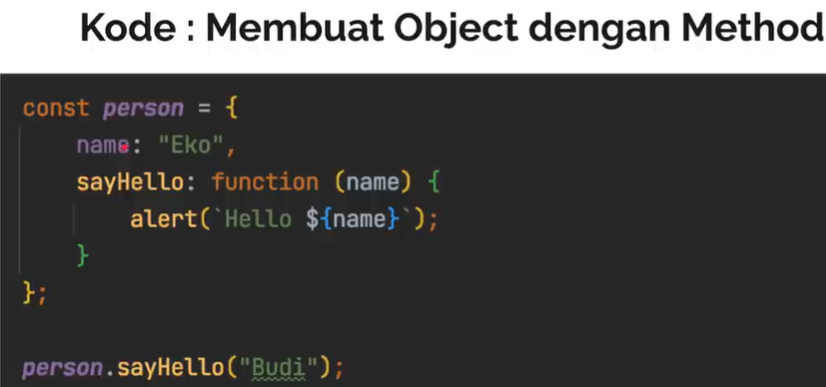 Kode : Membuat Object dengan Method
const person = {
    name: "Eko",
    sayHello: function (name) {
        alert(`Hello ${name}`);
    }
};
person.sayHello("Budi");